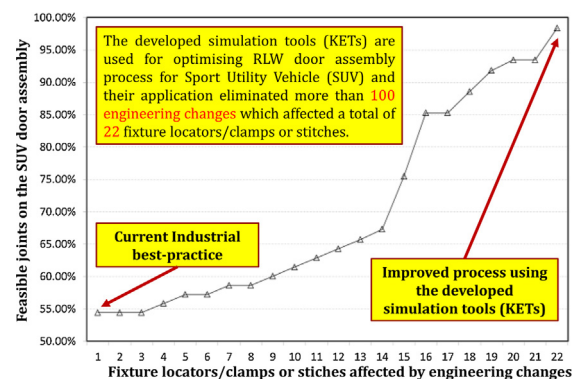 100.00%
95.00%
90.00%
85.00%
80.00%
75.00%
70.00%
65.00%
60.00%
55.00%
50.00%
Feasible joints on the SUV door assembly
The developed simulation tools (KETs) are
used for optimising RLW door assembly
process for Sport Utility Vehicle (SUV) and
their application eliminated more than 100
engineering changes which affected a total of
22 fixture locators/clamps or stitches.
Current Industrial
best-practice
Improved process using
the developed
simulation tools (KETs)
1 2 3 4 5 6 7 8 9 10 11 12 13 14 15 16 17 18 19 20 21 22
Fixture locators/clamps or stiches affected by engineering changes